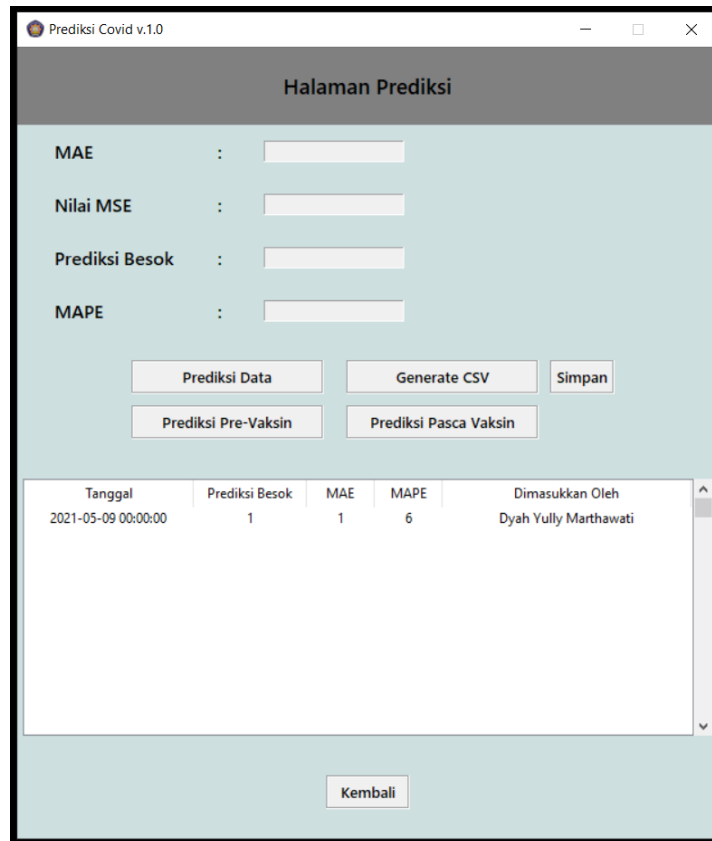 Prediksi Covid v.1.0
Halaman Prediksi
MAE :
Nilai MSE :
Prediksi Besok :
MAPE :
Prediksi Data Generate CSV Simpan
Prediksi Pre-Vaksin Prediksi Pasca Vaksin
Tanggal Prediksi Besok MAE MAPE Dimasukkan Oleh
2021-05-09 00:00:00 1 1 6 Dyah Yully Marthawati
Kembali